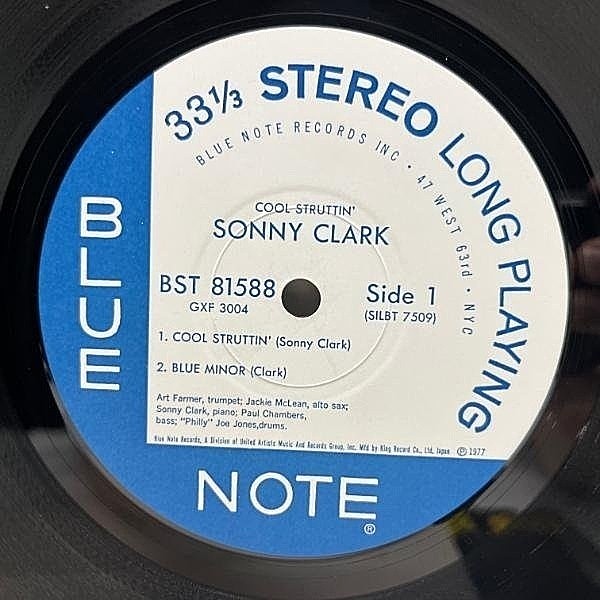 33 1/3 STEREO LONG PLAYING
BLUE NOTE RECORDS INC · 47 WEST 63rd · NYC
BLUE
COOL STRUTTIN'
SONNY CLARK
BST 81588
GXF 3004
Side 1
(SILBT 7509)
1. COOL STRUTTIN' (Sonny Clark)
2. BLUE MINOR (Clark)
Art Farmer, trumpet; Jackie McLean, alto sax;
Sonny Clark, piano; Paul Chambers,
bass; "Philly" Joe Jones,drums.
Blue Note Records, A Division of United Artists Music And Records Group, Inc. Mfd by King Record Co., Ltd, Japan ℗ 1977
NOTE®